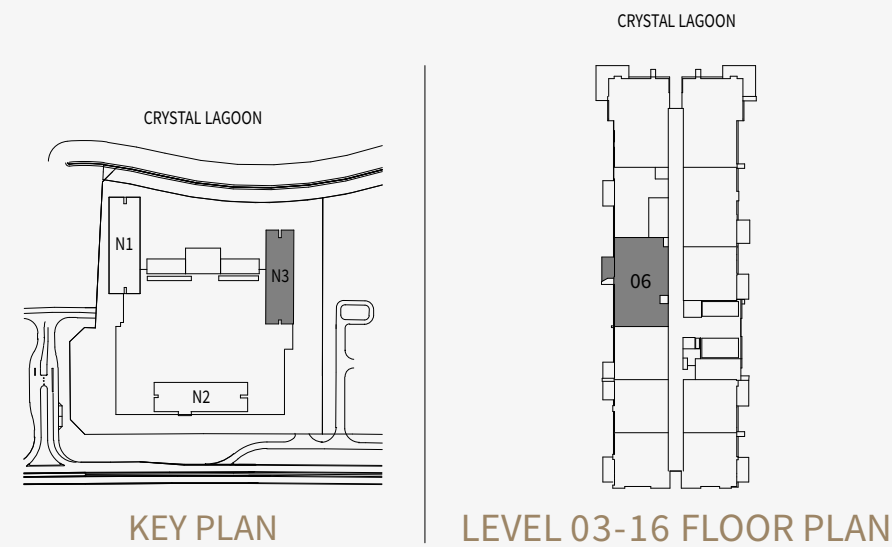 CRYSTAL LAGOON
N1
N3
N2
KEY PLAN
CRYSTAL LAGOON
06
LEVEL 03-16 FLOOR PLAN